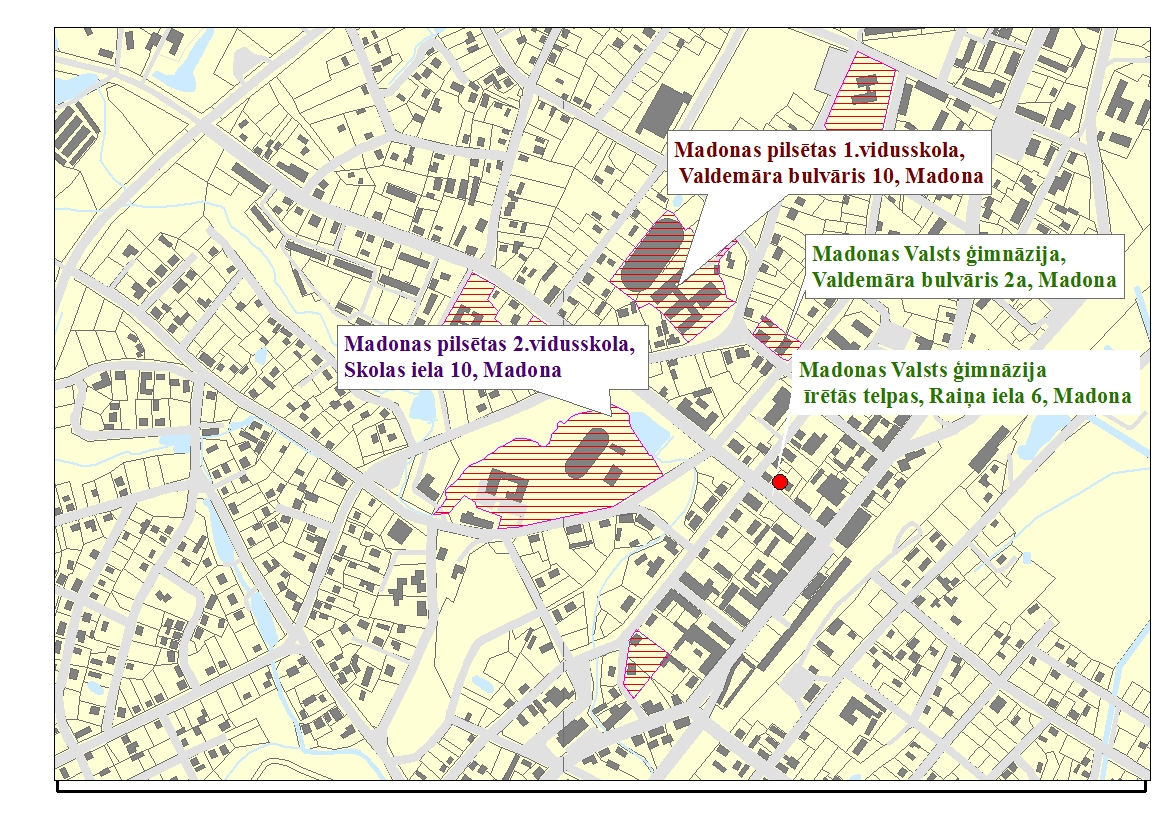 Madonas pilsētas 1.vidusskola,
Valdemāra bulvāris 10, Madona
Madonas Valsts ģimnāzija,
Valdemāra bulvāris 2a, Madona
Madonas pilsētas 2.vidusskola,
Skolas iela 10, Madona
Madonas Valsts ģimnāzija
īrētās telpas, Raiņa iela 6, Madona